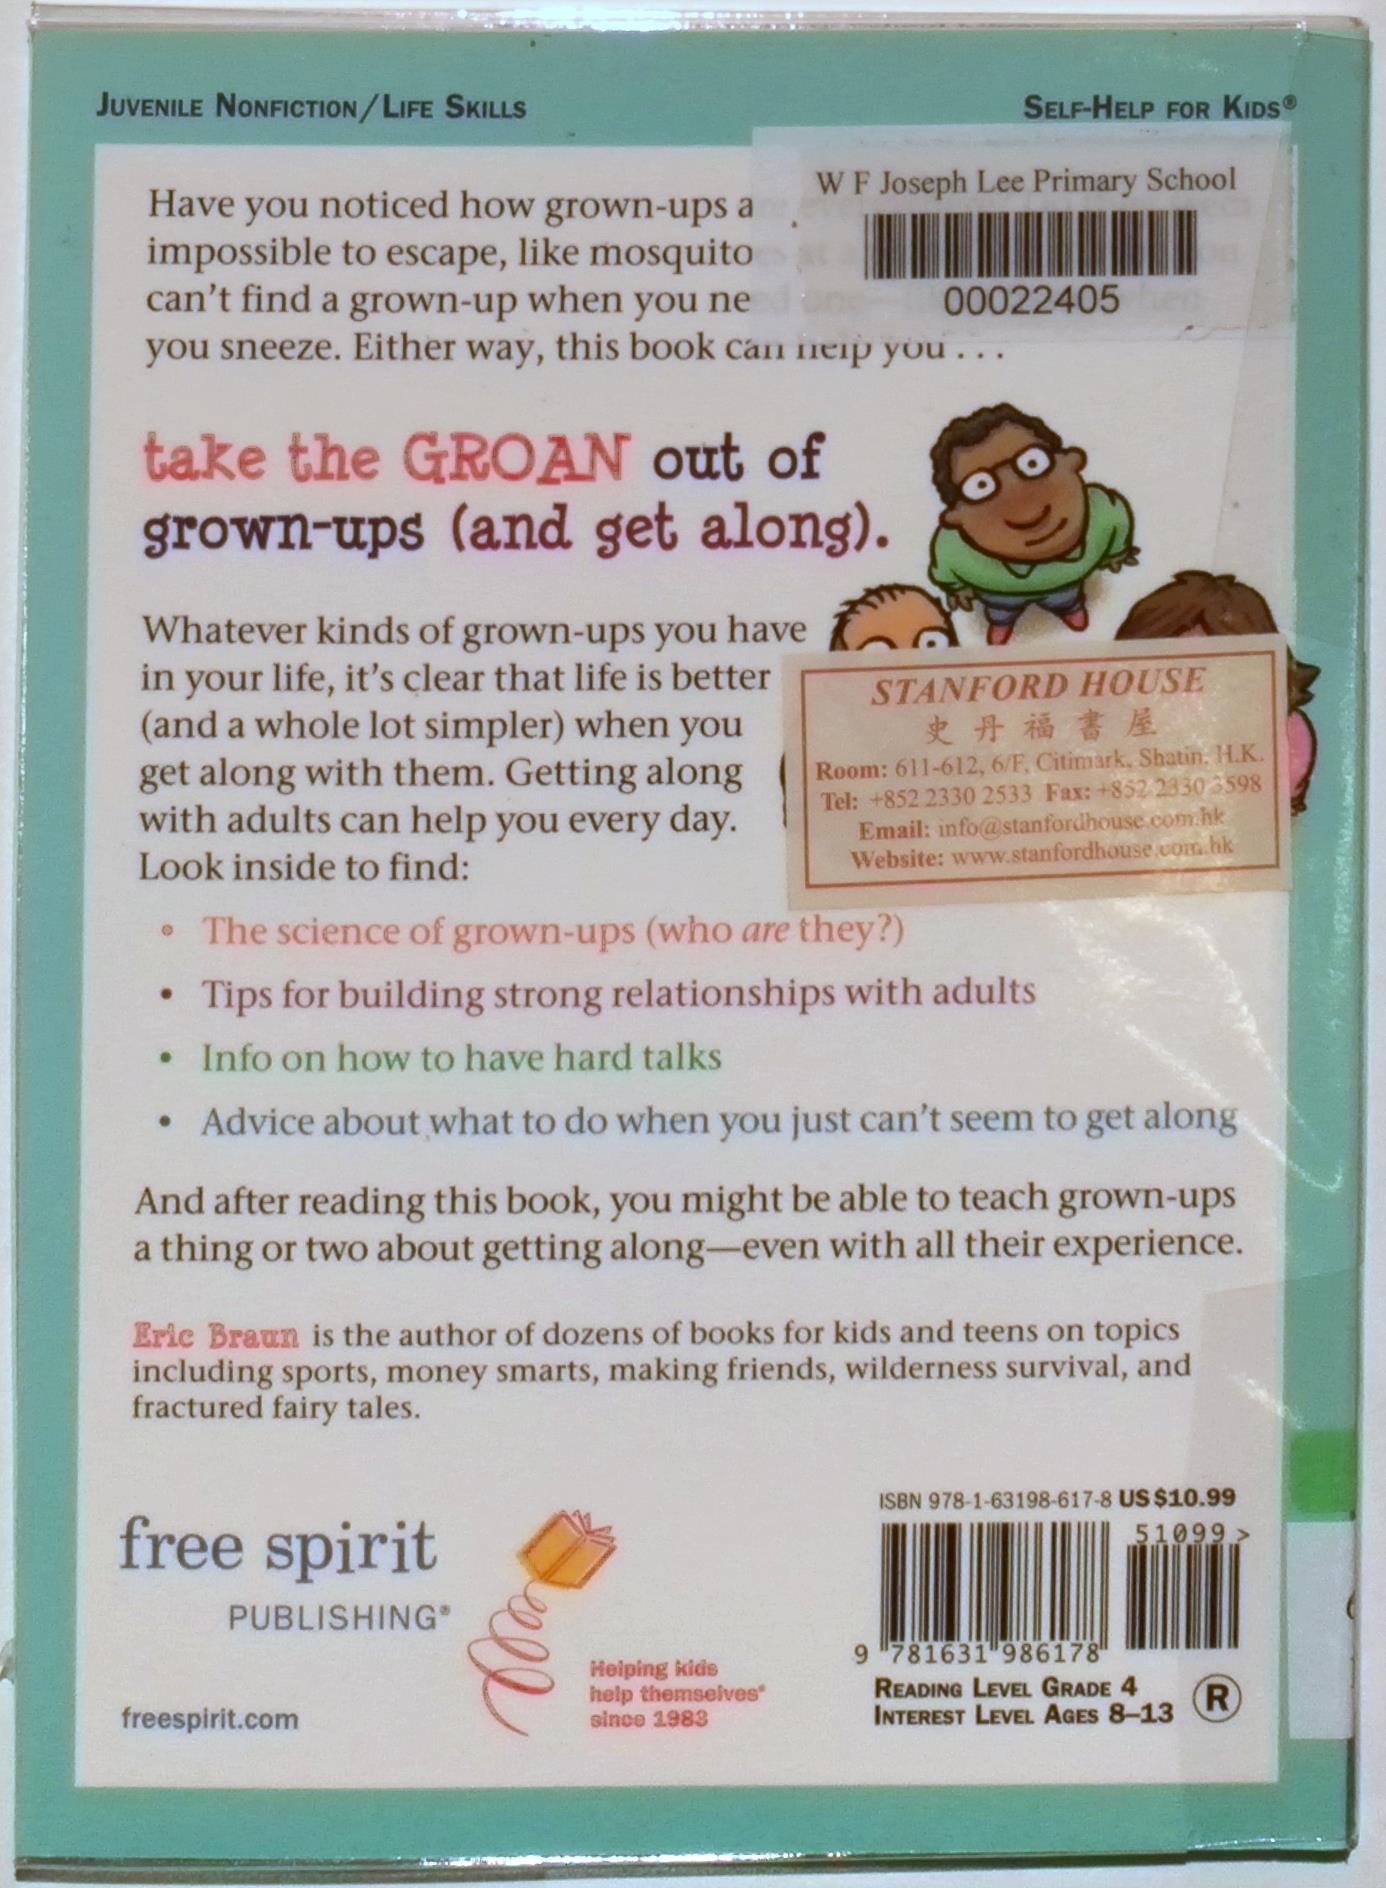 JUVENILE NONFICTION/LIFE SKILLS
SELF-HELP FOR KIDS®
W F Joseph Lee Primary School
00022405
Have you noticed how grown-ups a
impossible to escape, like mosquito
can't find a grown-up when you ne
you sneeze. Either way, this book can help you . . .
take the GROAN out of
grown-ups (and get along).
Whatever kinds of grown-ups you have
in your life, it's clear that life is better
(and a whole lot simpler) when you
get along with them. Getting along
with adults can help you every day.
Look inside to find:
STANFORD HOUSE
史丹福書屋
Room: 611-612, 6/F, Citimark, Shatin, H.K.
Tel: +852 2330 2533 Fax: +852 2330 3598
Email: info@stanfordhouse.com.hk
Website: www.stanfordhouse.com.hk
• The science of grown-ups (who are they?)
• Tips for building strong relationships with adults
• Info on how to have hard talks
• Advice about what to do when you just can't seem to get along
And after reading this book, you might be able to teach grown-ups
a thing or two about getting along—even with all their experience.
Eric Braun is the author of dozens of books for kids and teens on topics
including sports, money smarts, making friends, wilderness survival, and
fractured fairy tales.
free spirit
PUBLISHING®
Helping kids
help themselves®
since 1983
freespirit.com
ISBN 978-1-63198-617-8 US $10.99
51099 >
9 781631 986178
READING LEVEL GRADE 4
INTEREST LEVEL AGES 8–13
R